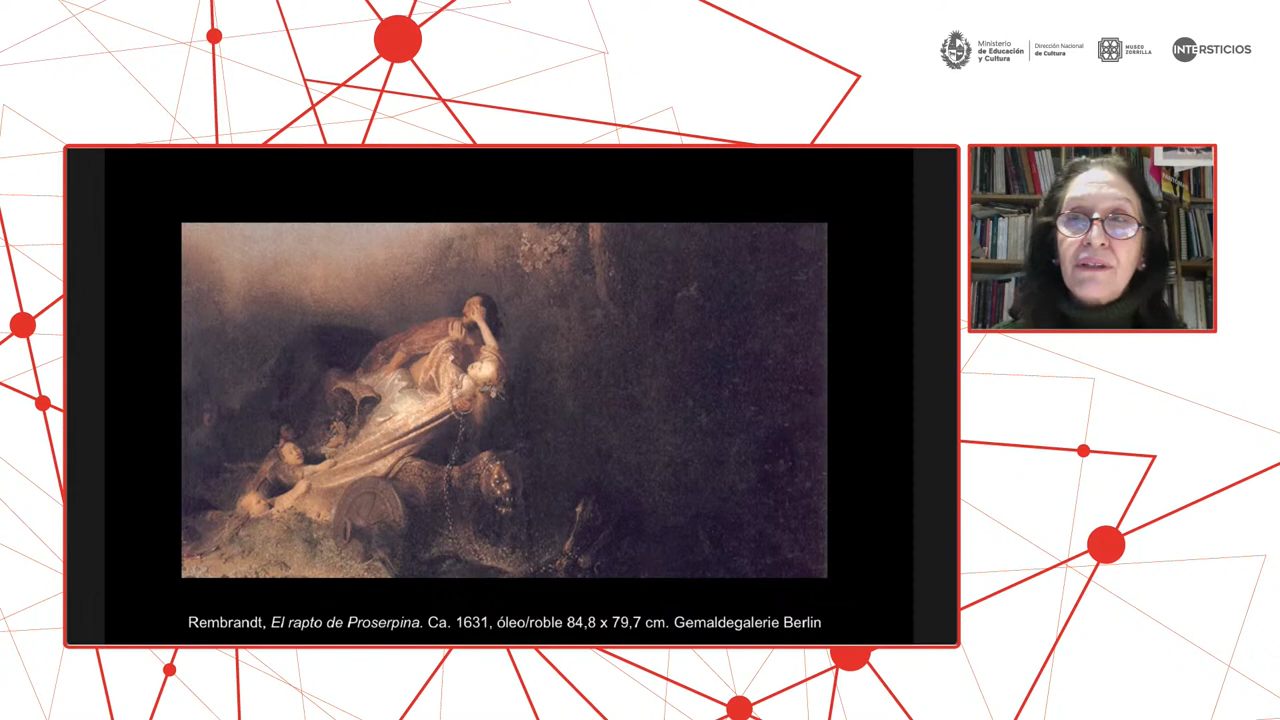 Ministerio
de Educación
y Cultura
Dirección Nacional
de Cultura
MUSEO
ZORRILLA
INTERSTICIOS
Rembrandt, El rapto de Proserpina. Ca. 1631, óleo/roble 84,8 x 79,7 cm. Gemaldegalerie Berlin